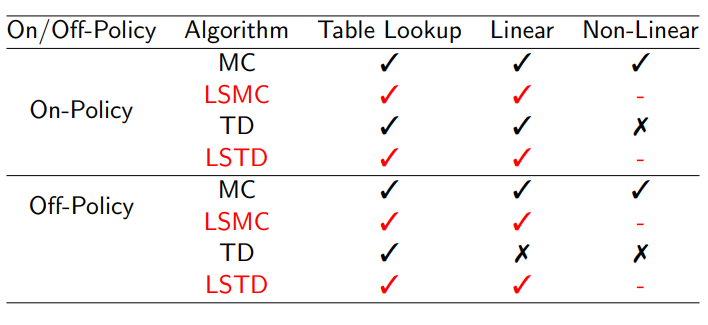 On/Off-Policy Algorithm Table Lookup Linear Non-Linear
MC ✓ ✓ ✓
LSMC ✓ ✓ -
On-Policy
TD ✓ ✓ ✗
LSTD ✓ ✓ -
MC ✓ ✓ ✓
Off-Policy
LSMC ✓ ✓ -
TD ✓ ✗ ✗
LSTD ✓ ✓ -